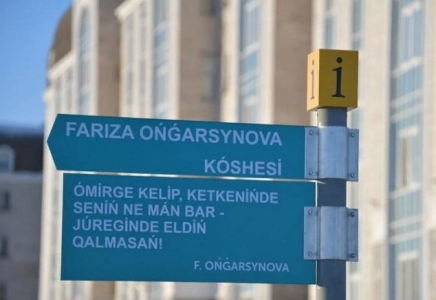 i i
FARIZA OŃǴARSYNOVA
KÓSHESİ
ÓMİRGE KELİP, KETKENİŃDE
SENİŃ NE MÁN BAR -
JÚREGİNDE ELDİŃ
QALMASAŃ!
F. OŃǴARSYNOVA